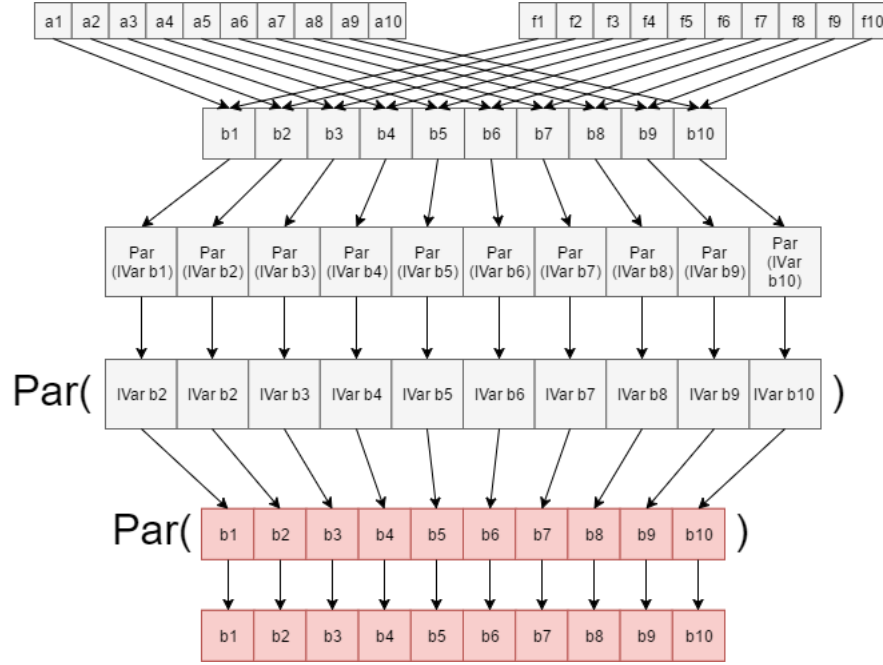 a1 a2 a3 a4 a5 a6 a7 a8 a9 a10 f1 f2 f3 f4 f5 f6 f7 f8 f9 f10
b1 b2 b3 b4 b5 b6 b7 b8 b9 b10
Par Par Par Par Par Par Par Par Par Par
(IVar b1) (IVar b2) (IVar b3) (IVar b4) (IVar b5) (IVar b6) (IVar b7) (IVar b8) (IVar b9) (IVar
b10)
Par( IVar b2 IVar b2 IVar b3 IVar b4 IVar b5 IVar b6 IVar b7 IVar b8 IVar b9 IVar b10 )
Par( b1 b2 b3 b4 b5 b6 b7 b8 b9 b10 )
b1 b2 b3 b4 b5 b6 b7 b8 b9 b10